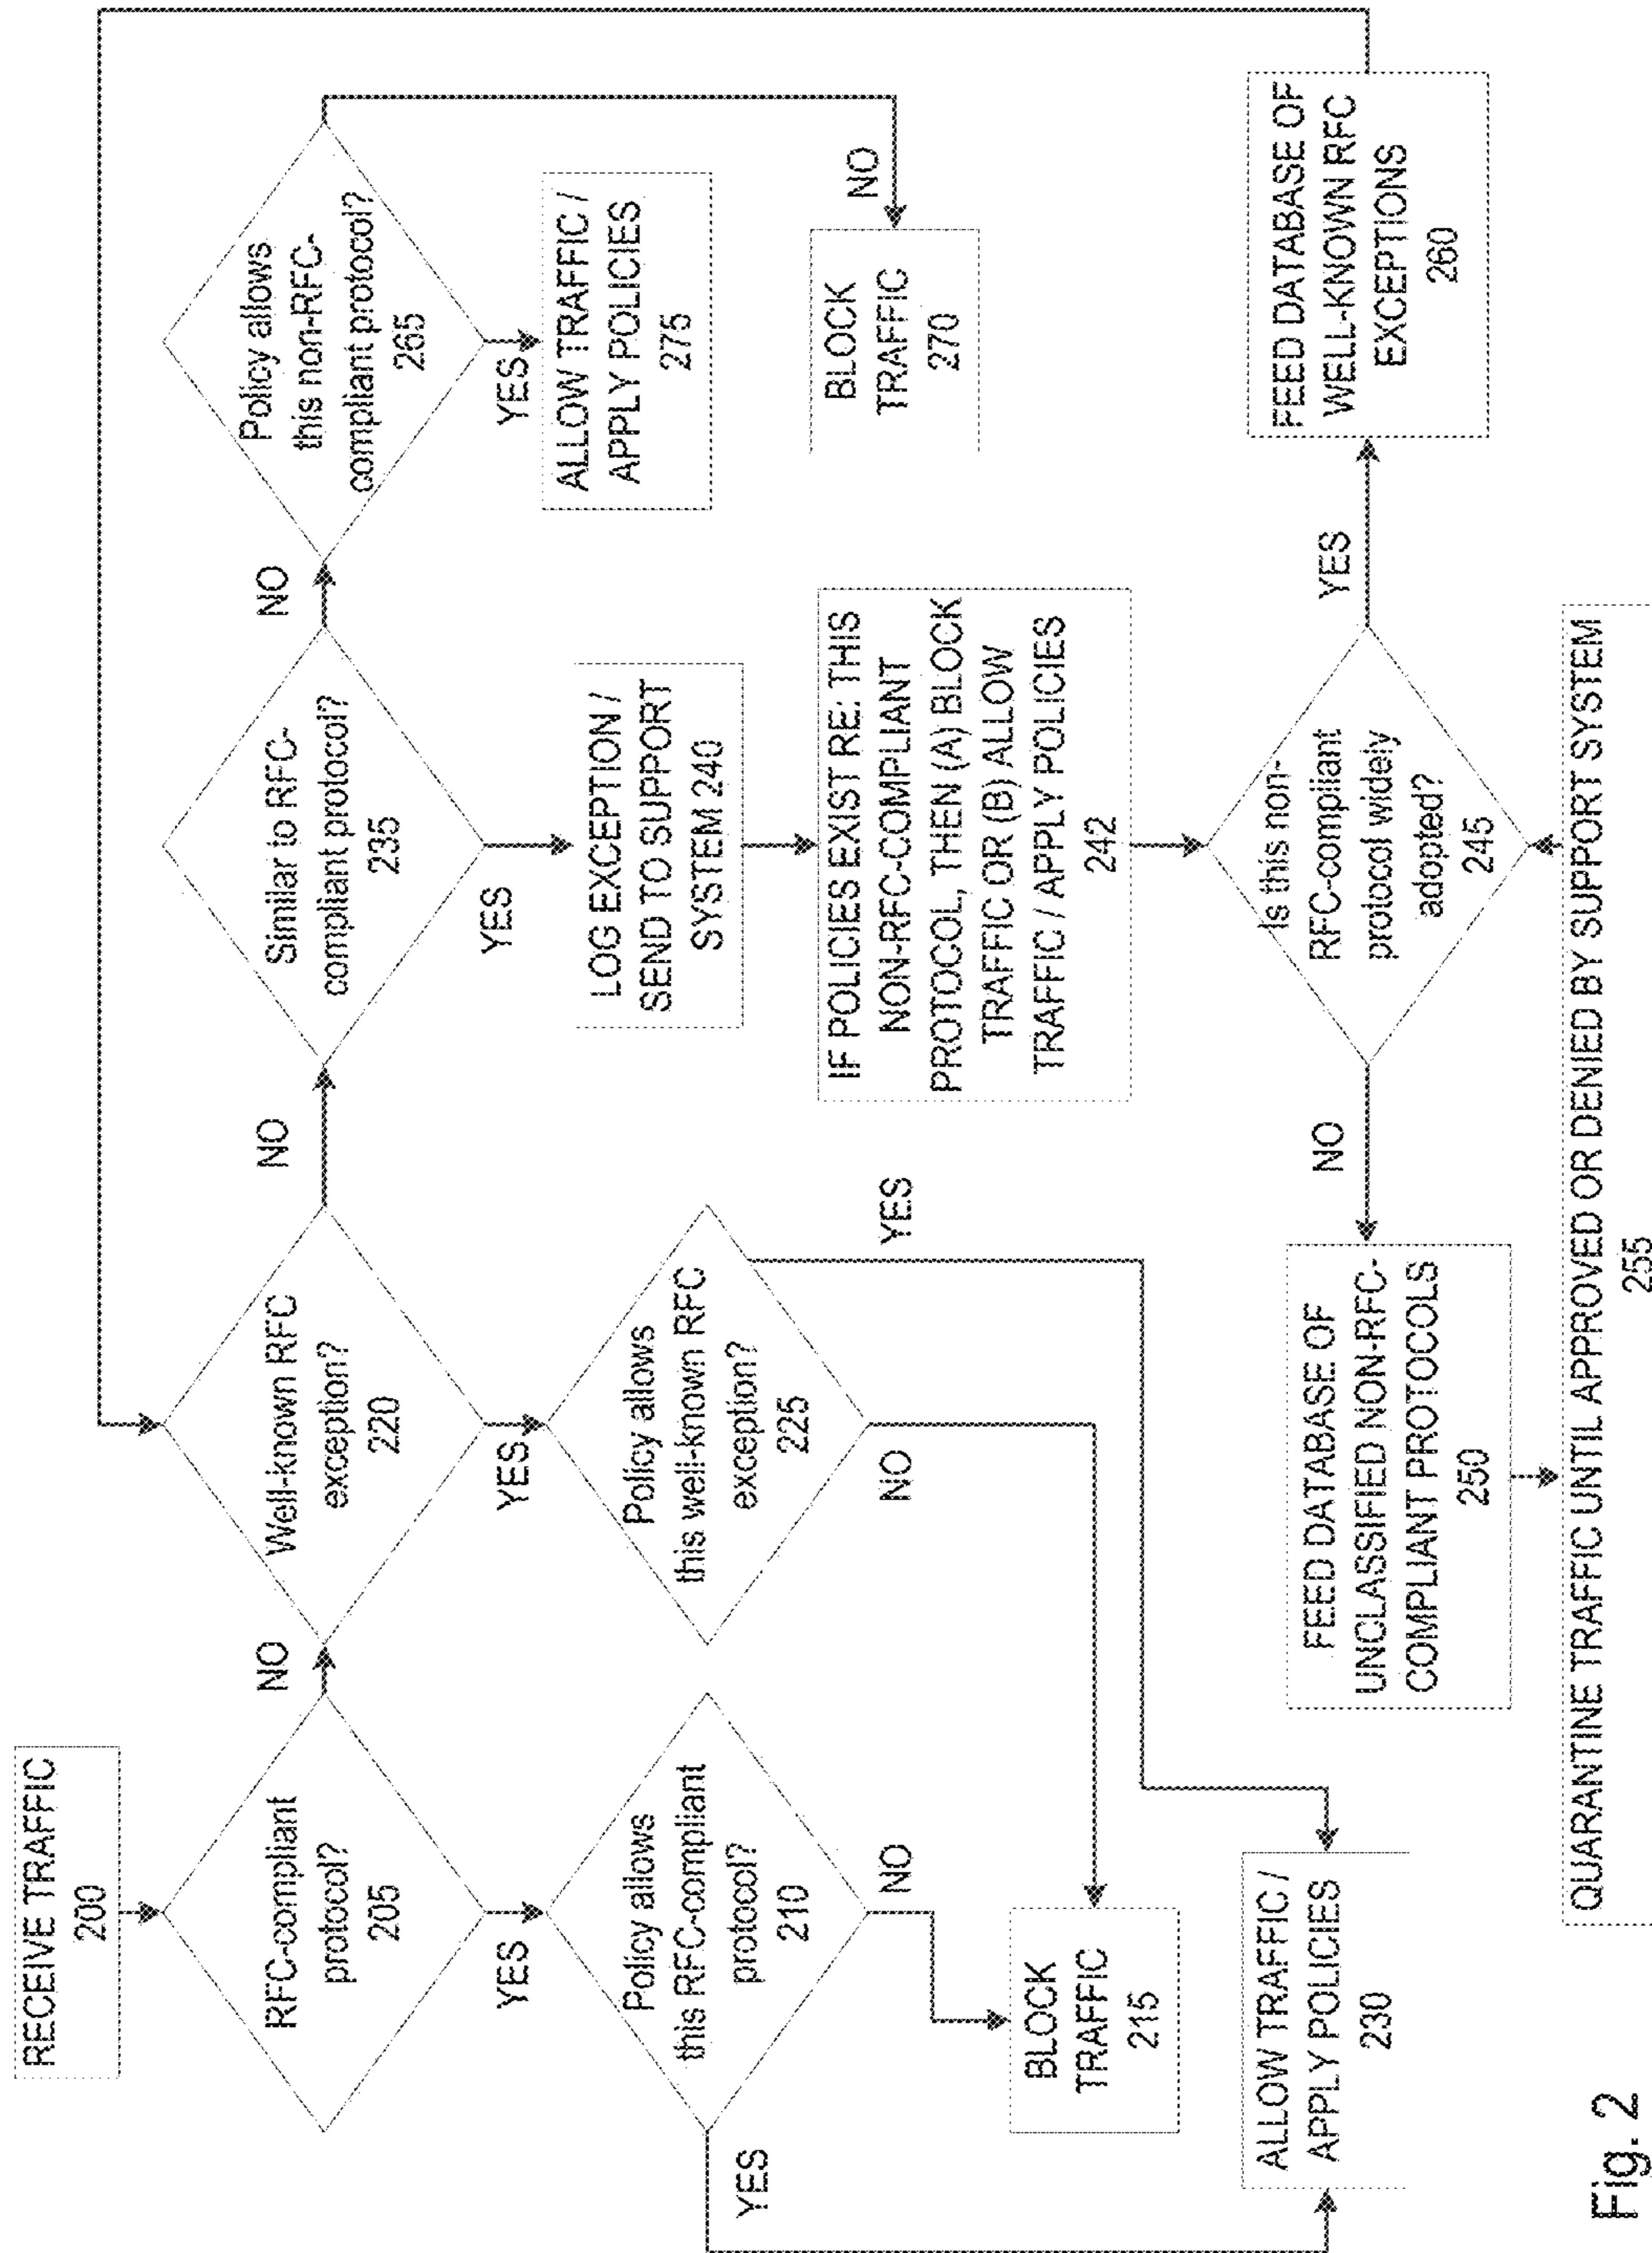 RECEIVE TRAFFIC
200
RFC-compliant
protocol?
205
NO
YES
Policy allows
this RFC-compliant
protocol?
210
YES
NO
BLOCK
TRAFFIC
215
ALLOW TRAFFIC /
APPLY POLICIES
230
Well-known RFC
exception?
220
NO
YES
Policy allows
this well-known RFC
exception?
225
YES
NO
Similar to RFC-
compliant protocol?
235
NO
YES
LOG EXCEPTION /
SEND TO SUPPORT
SYSTEM 240
IF POLICIES EXIST RE: THIS
NON-RFC-COMPLIANT
PROTOCOL, THEN (A) BLOCK
TRAFFIC OR (B) ALLOW
TRAFFIC / APPLY POLICIES
242
Is this non-
RFC-compliant
protocol widely
adopted?
245
NO
YES
FEED DATABASE OF
UNCLASSIFIED NON-RFC-
COMPLIANT PROTOCOLS
250
QUARANTINE TRAFFIC UNTIL APPROVED OR DENIED BY SUPPORT SYSTEM
255
FEED DATABASE OF
WELL-KNOWN RFC
EXCEPTIONS
260
Policy allows
this non-RFC-
compliant protocol?
265
YES
NO
ALLOW TRAFFIC /
APPLY POLICIES
275
BLOCK
TRAFFIC
270
Fig. 2